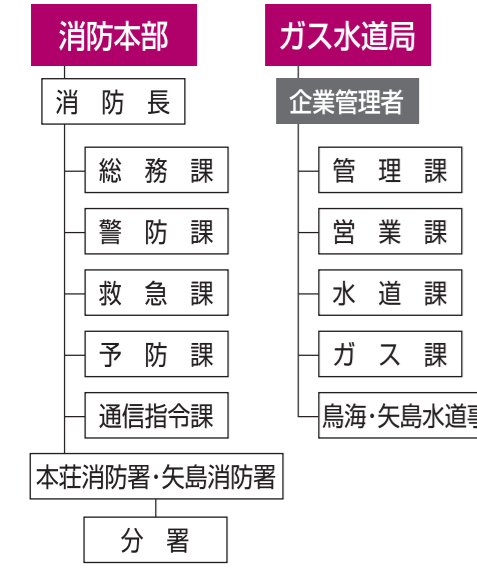 消防本部
消防長
総務課
警防課
救急課
予防課
通信指令課
本荘消防署・矢島消防署
分署
ガス水道局
企業管理者
管理課
営業課
水道課
ガス課
鳥海・矢島水道事